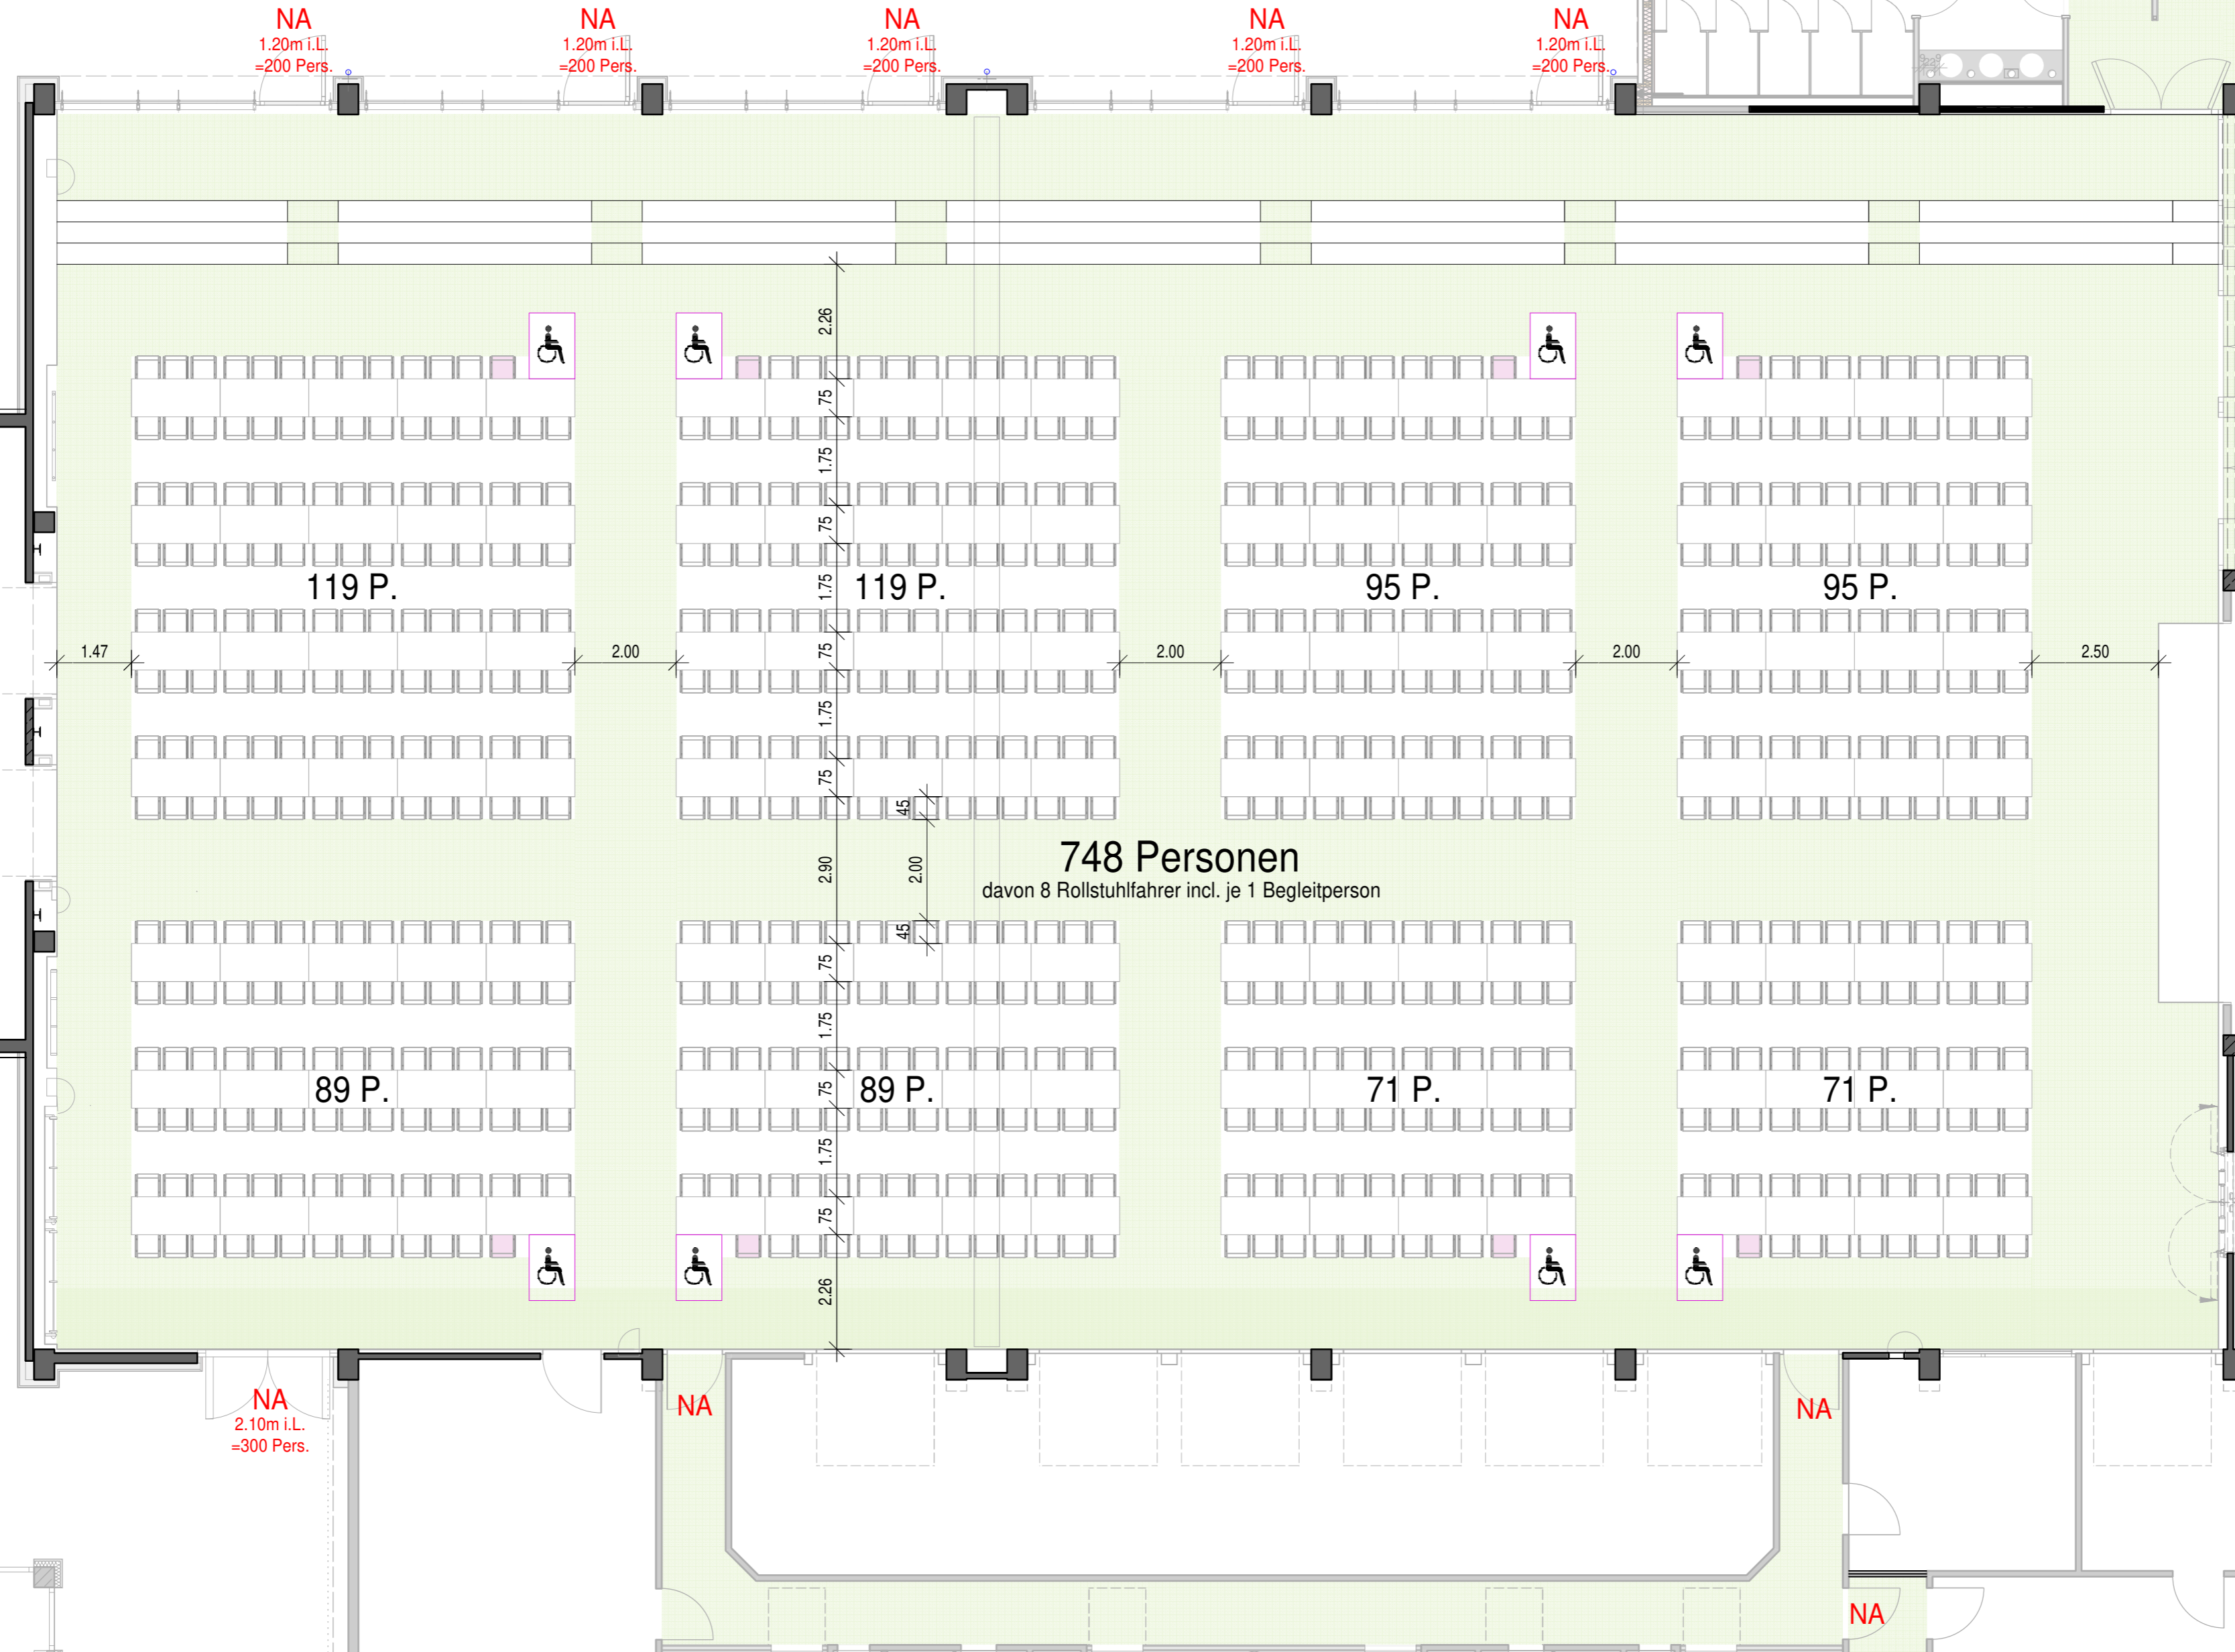 NA
1.20m i.L.
=200 Pers.
NA
1.20m i.L.
=200 Pers.
NA
1.20m i.L.
=200 Pers.
NA
1.20m i.L.
=200 Pers.
NA
1.20m i.L.
=200 Pers.
2.26
75
1.75
75
119 P.
119 P.
95 P.
95 P.
1.75
1.47
2.00
75
2.00
2.00
2.50
1.75
75
45
2.90
2.00
748 Personen
davon 8 Rollstuhlfahrer incl. je 1 Begleitperson
45
75
1.75
89 P.
75
89 P.
71 P.
71 P.
1.75
75
2.26
NA
2.10m i.L.
=300 Pers.
NA
NA
NA